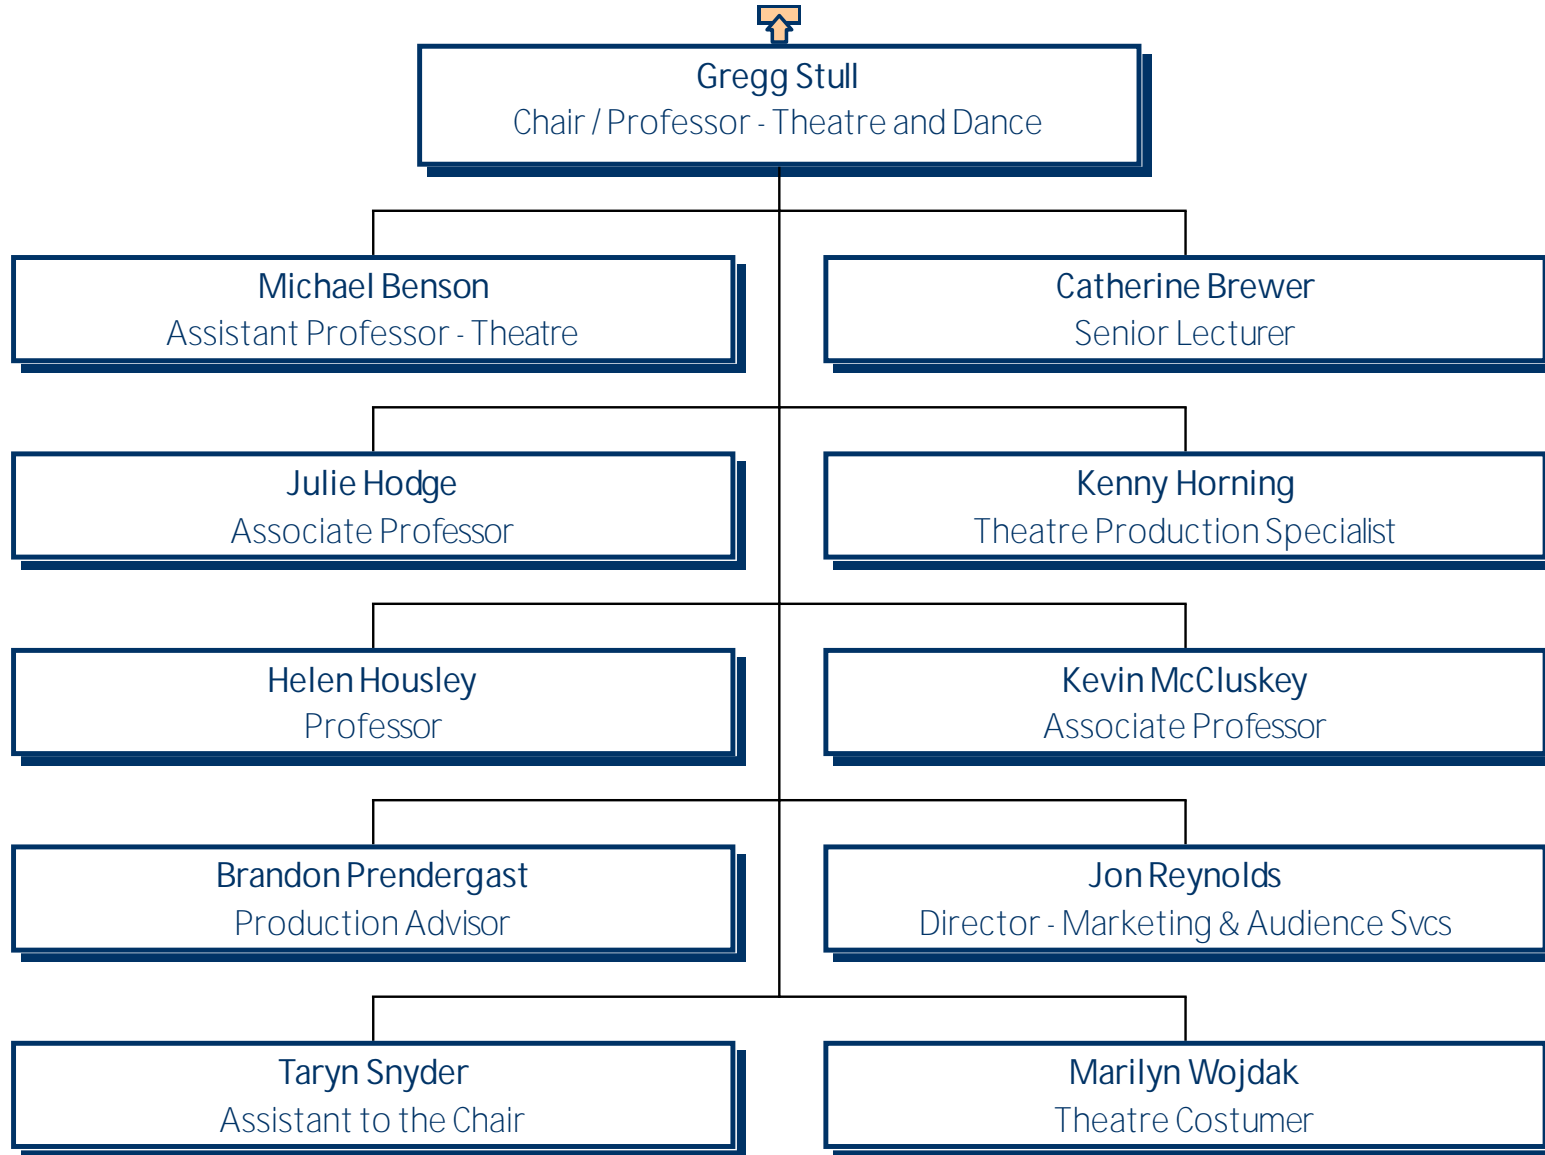 Gregg Stull
Chair / Professor - Theatre and Dance
Michael Benson
Assistant Professor - Theatre
Catherine Brewer
Senior Lecturer
Julie Hodge
Associate Professor
Kenny Horning
Theatre Production Specialist
Helen Housley
Professor
Kevin McCluskey
Associate Professor
Brandon Prendergast
Production Advisor
Jon Reynolds
Director - Marketing & Audience Svcs
Taryn Snyder
Assistant to the Chair
Marilyn Wojdak
Theatre Costumer